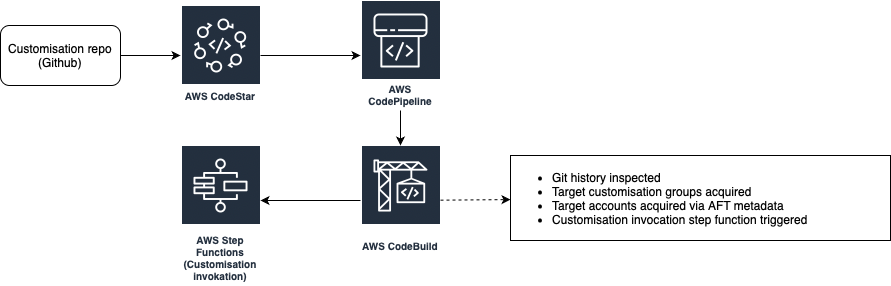 Customisation repo
(Github)
AWS CodeStar
AWS
CodePipeline
AWS Step
Functions
(Customisation
invokation)
AWS CodeBuild
• Git history inspected
• Target customisation groups acquired
• Target accounts acquired via AFT metadata
• Customisation invocation step function triggered